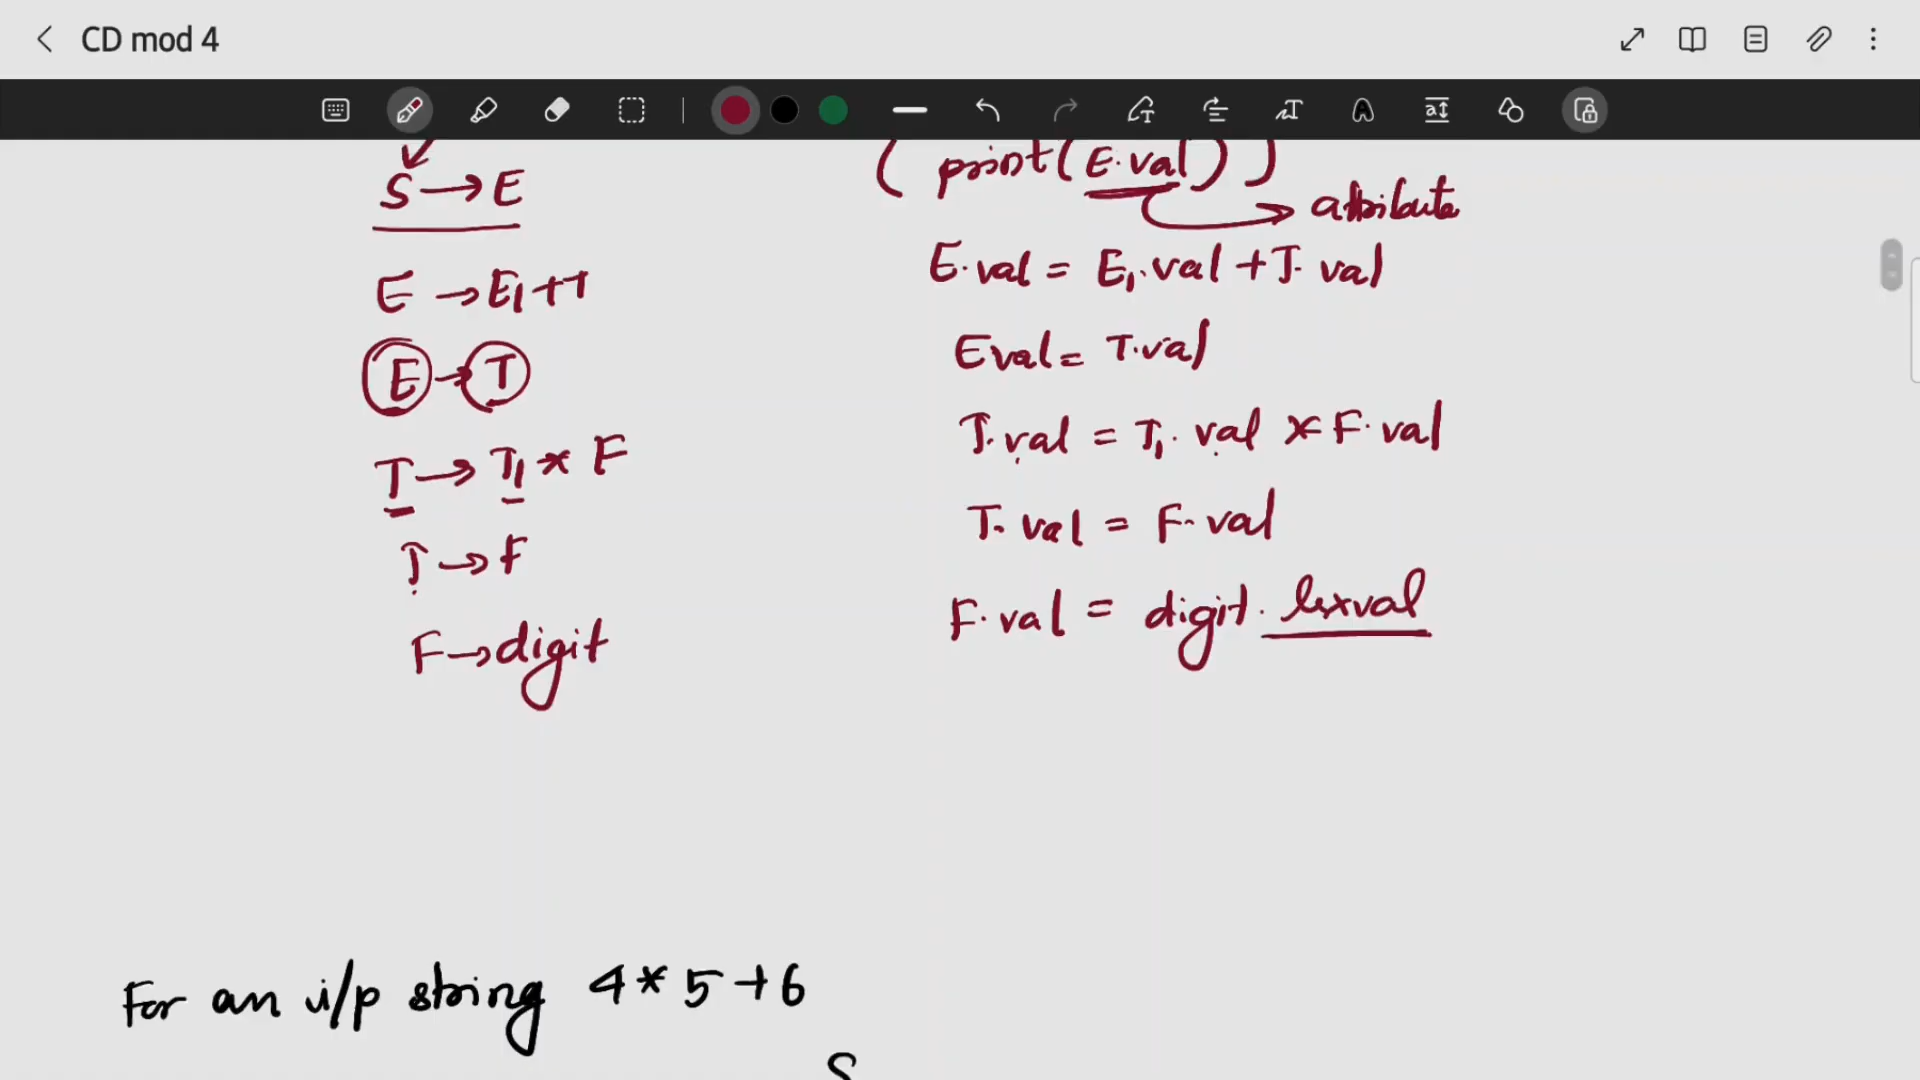 CD mod 4
S → E ( print(E.val) )
attribute
E → E1 + T E.val = E1.val + T.val
E → T Eval = T.val
T → T1 * F T.val = T1.val * F.val
T → F T.val = F.val
F → digit F.val = digit.lexval
For an i/p string 4 * 5 + 6
S